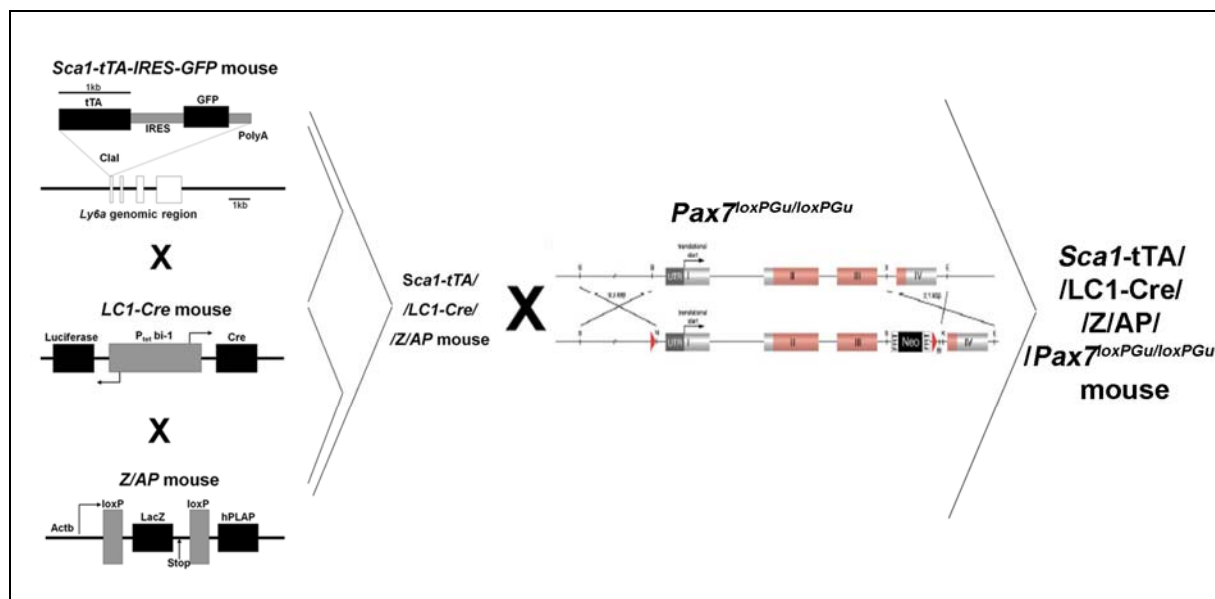 Sca1-tTA-IRES-GFP mouse
1kb
tTA
GFP
IRES
PolyA
ClaI
1kb
Ly6a genomic region
X
LC1-Cre mouse
Luciferase
Ptet bi-1
Cre
X
Z/AP mouse
loxP
loxP
Actb
LacZ
hPLAP
Stop
Sca1-tTA/
/LC1-Cre/
/Z/AP mouse
X
Pax7loxPGu/loxPGu
translational
start
UTR
I
II
III
IV
translational
start
UTR
I
II
III
Neo
IV
Sca1-tTA/
/LC1-Cre/
/Z/AP/
/Pax7loxPGu/loxPGu
mouse